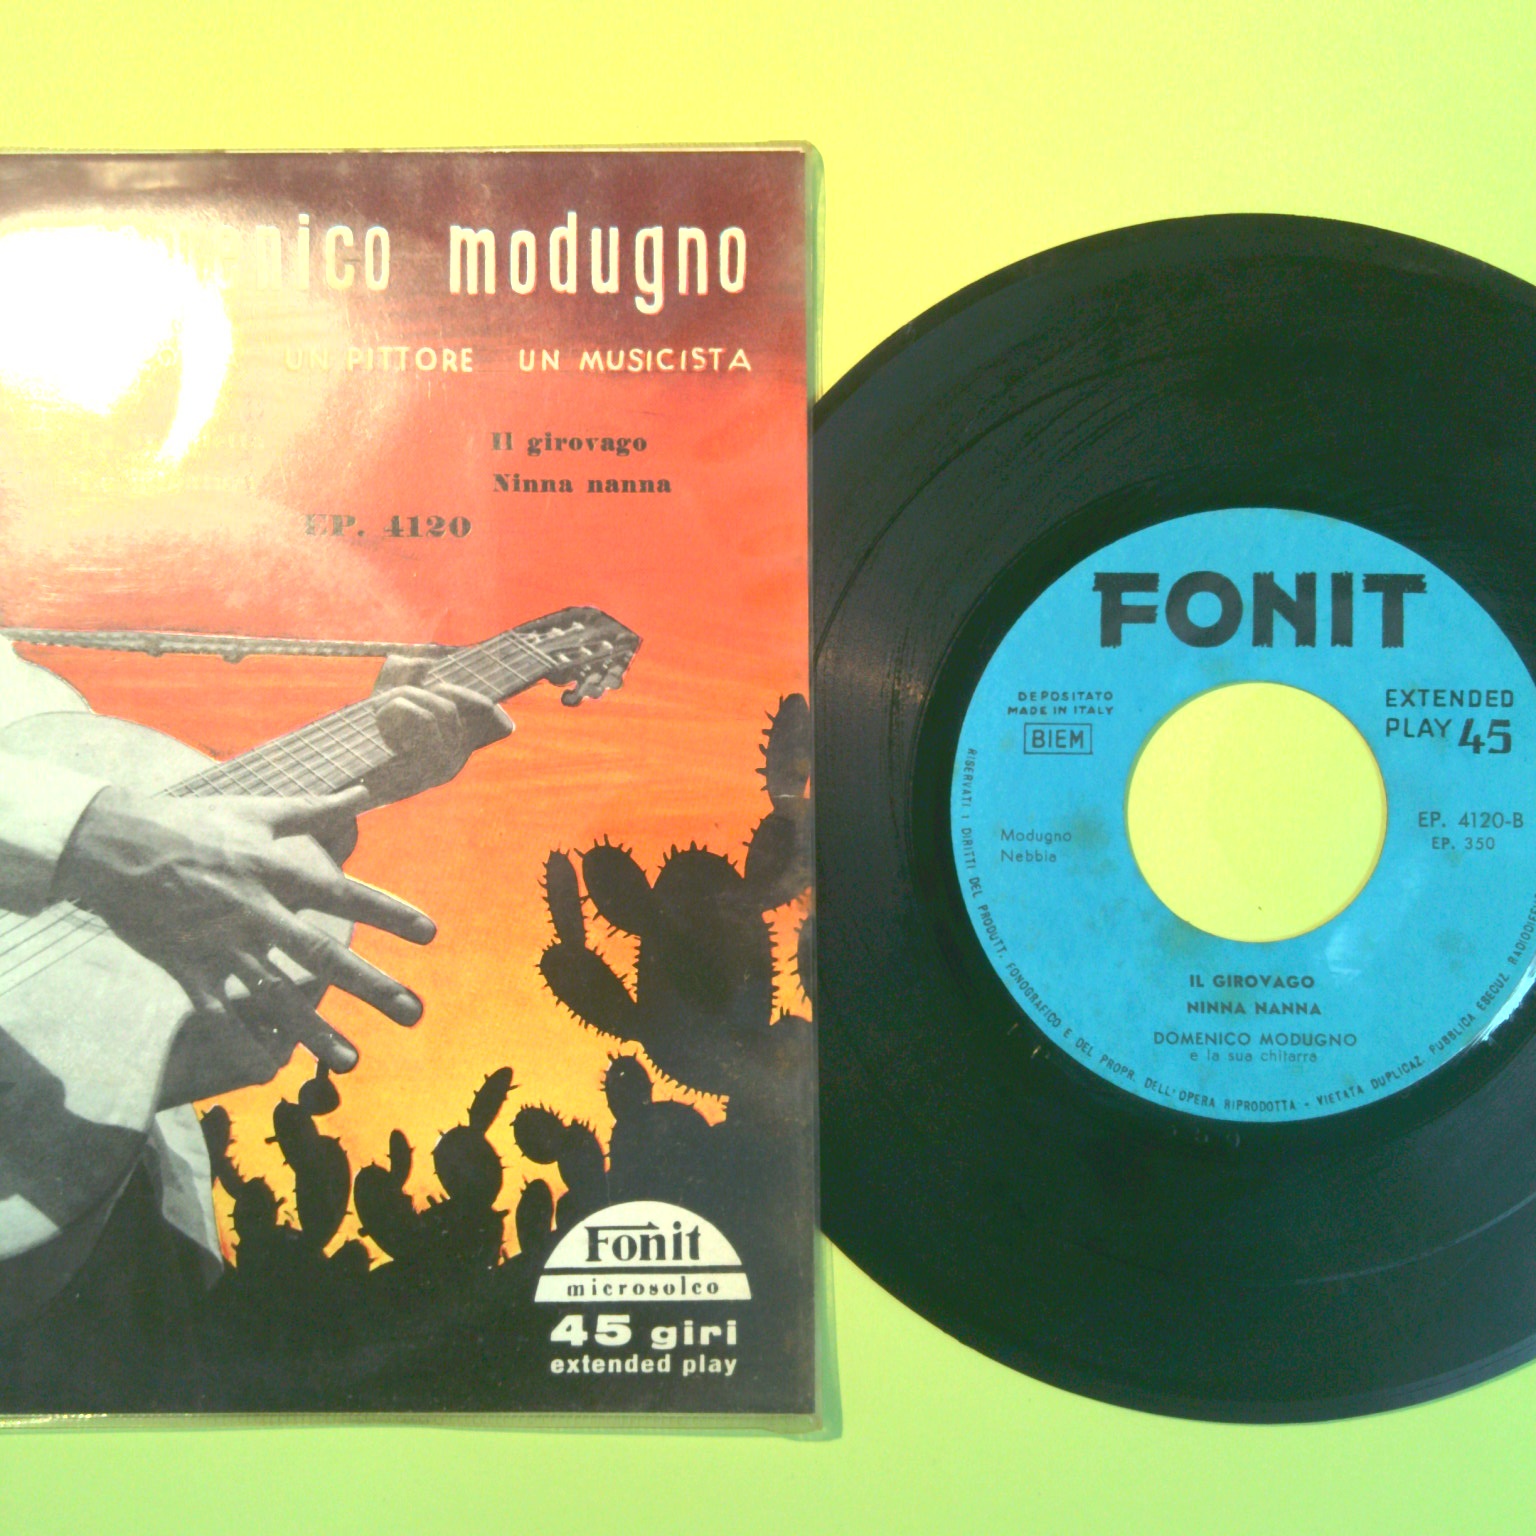 domenico modugno
UN PITTORE UN MUSICISTA
Il girovago
Ninna nanna
EP. 4120
Fonit
microsolco
45 giri
extended play
FONIT
DEPOSITATO
MADE IN ITALY
BIEM
EXTENDED
PLAY 45
EP. 4120-B
EP. 350
Modugno
Nebbia
IL GIROVAGO
NINNA NANNA
DOMENICO MODUGNO
e la sua chitarra
RISERVATI I DIRITTI DEL PRODUTT. FONOGRAFICO E DEL PROPR. DELL'OPERA RIPRODOTTA - VIETATA DUPLICAZ. PUBBLICA ESECUZ.